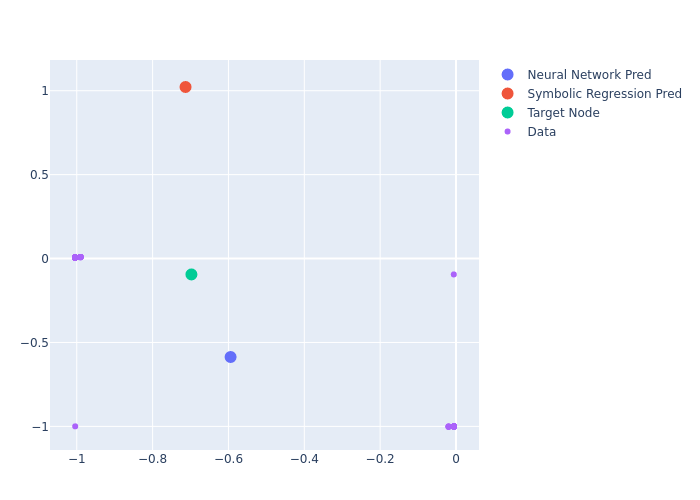 Neural Network Pred
Symbolic Regression Pred
Target Node
Data
1
0.5
0
−0.5
−1
−1
−0.8
−0.6
−0.4
−0.2
0